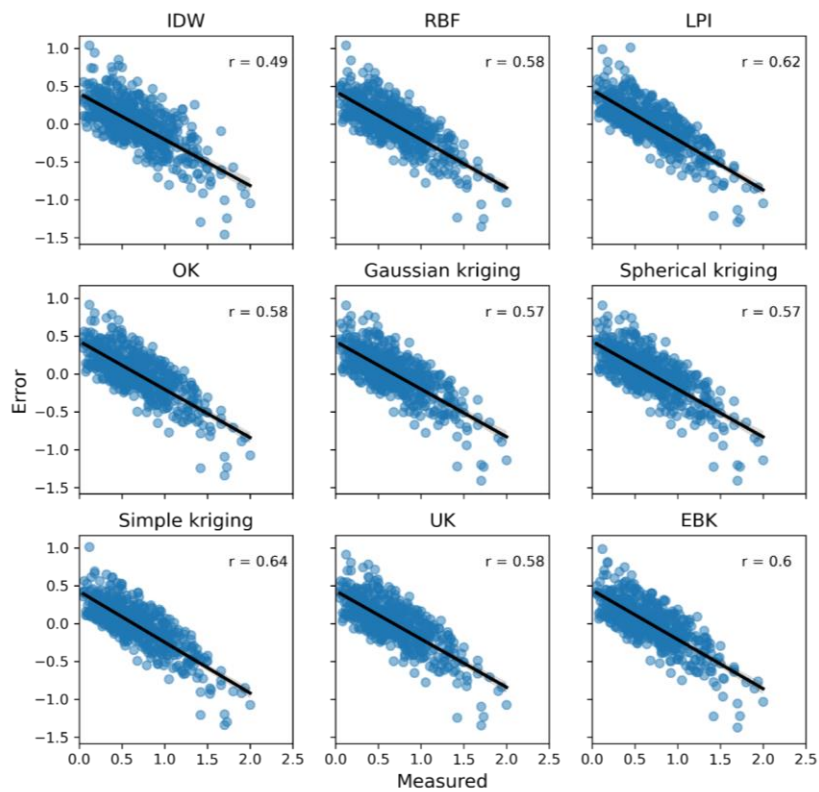 IDW RBF LPI
1.0
0.5
0.0
−0.5
−1.0
−1.5
r = 0.49
r = 0.58
r = 0.62
OK Gaussian kriging Spherical kriging
1.0
0.5
0.0
−0.5
−1.0
−1.5
r = 0.58
r = 0.57
r = 0.57
Error
Simple kriging UK EBK
1.0
0.5
0.0
−0.5
−1.0
−1.5
r = 0.64
r = 0.58
r = 0.6
0.0 0.5 1.0 1.5 2.0 2.5
0.0 0.5 1.0 1.5 2.0 2.5
0.0 0.5 1.0 1.5 2.0 2.5
Measured